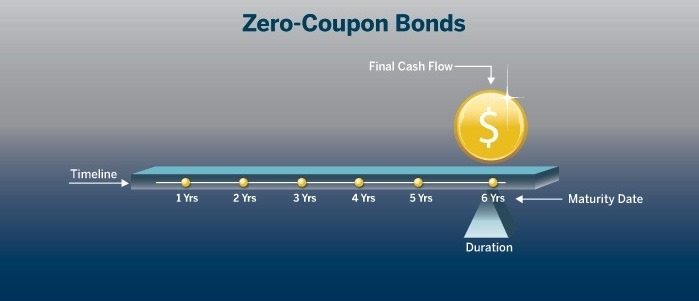 Zero-Coupon Bonds
Final Cash Flow
$
Timeline
1 Yrs 2 Yrs 3 Yrs 4 Yrs 5 Yrs 6 Yrs
Maturity Date
Duration